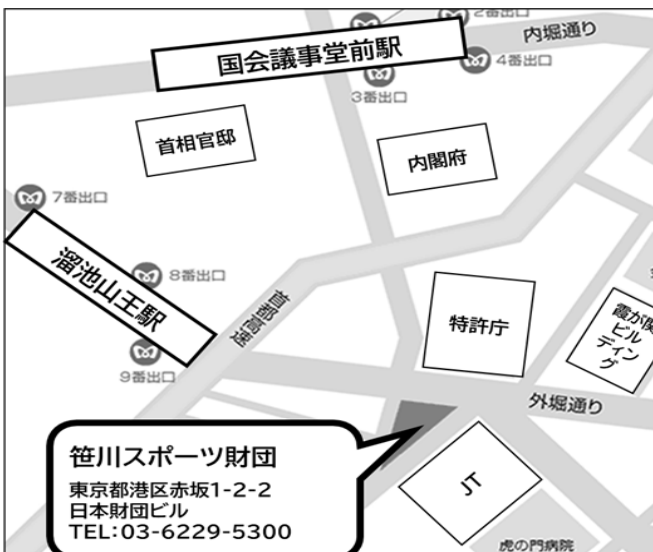 2番出口
内堀通り
国会議事堂前駅
4番出口
3番出口
首相官邸
内閣府
7番出口
溜池山王駅
8番出口
首都高速
特許庁
霞が関
ビル
ディン
グ
9番出口
外堀通り
笹川スポーツ財団
東京都港区赤坂1-2-2
日本財団ビル
TEL:03-6229-5300
JT
虎の門病院